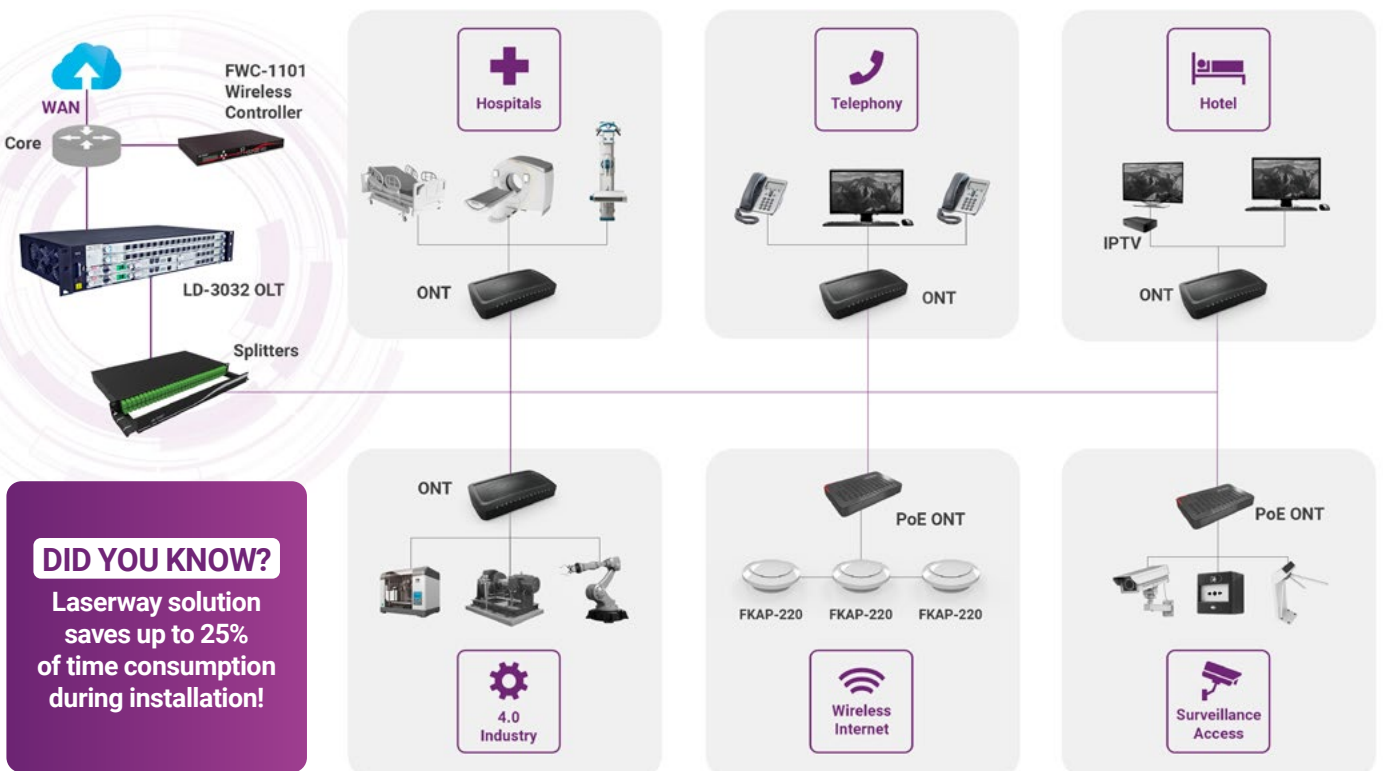 WAN
Core
FWC-1101
Wireless
Controller
LD-3032 OLT
Splitters
Hospitals
ONT
Telephony
ONT
Hotel
IPTV
ONT
DID YOU KNOW?
Laserway solution
saves up to 25%
of time consumption
during installation!
ONT
4.0
Industry
PoE ONT
FKAP-220 FKAP-220 FKAP-220
Wireless
Internet
PoE ONT
Surveillance
Access